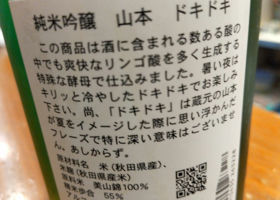 純米吟醸 山本 ドキドキ
この商品は酒に含まれる数ある酸の
中でも爽快なリンゴ酸を多く生成する
特殊な酵母で仕込みました。暑い夜は
キリッと冷やしたドキドキでお楽しみ
下さい。尚、「ドキドキ」は蔵元の山本
が夏をイメージした際に思い浮かんだ
フレーズで特に深い意味はございませ
ん。あしからず。
原材料名 米(秋田県産)、
米麹(秋田県産)
原料米 美山錦100%
精米歩合 55%